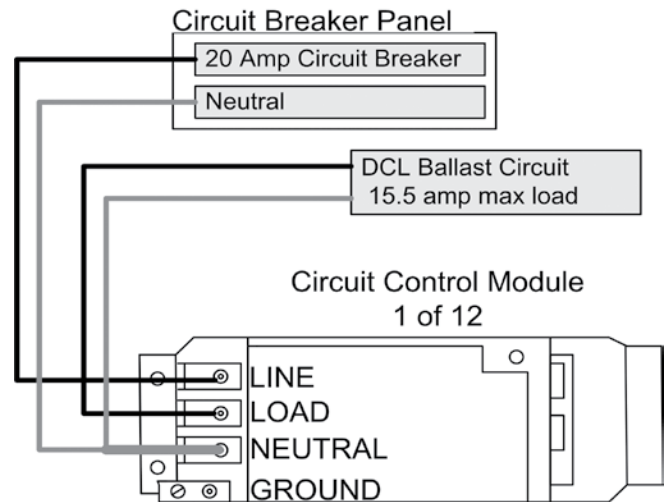 Circuit Breaker Panel
20 Amp Circuit Breaker
Neutral
DCL Ballast Circuit
15.5 amp max load
Circuit Control Module
1 of 12
LINE
LOAD
NEUTRAL
GROUND